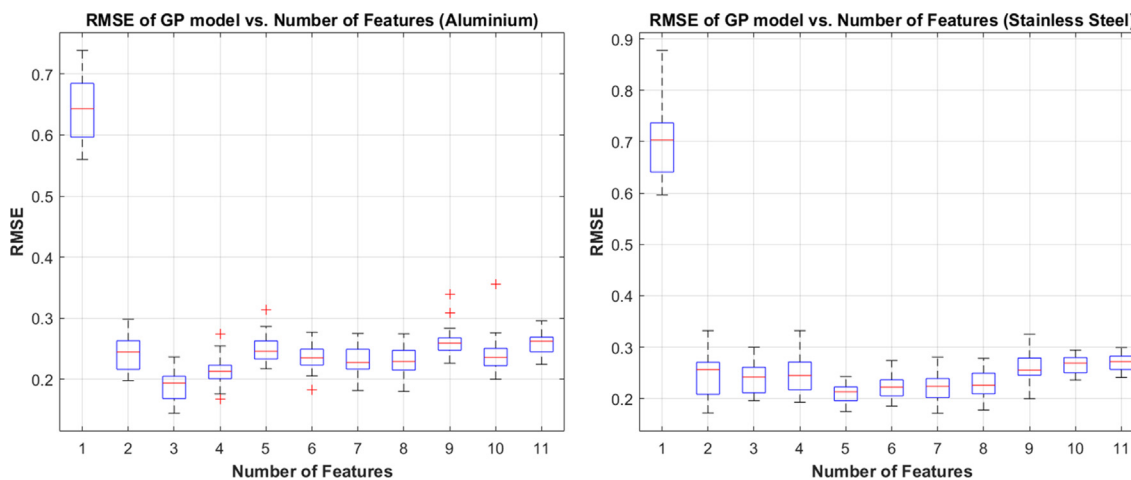 RMSE of GP model vs. Number of Features (Aluminium)
0.7
0.6
0.5
0.4
0.3
0.2
RMSE
1 2 3 4 5 6 7 8 9 10 11
Number of Features
RMSE of GP model vs. Number of Features (Stainless Steel)
0.9
0.8
0.7
0.6
0.5
0.4
0.3
0.2
RMSE
1 2 3 4 5 6 7 8 9 10 11
Number of Features